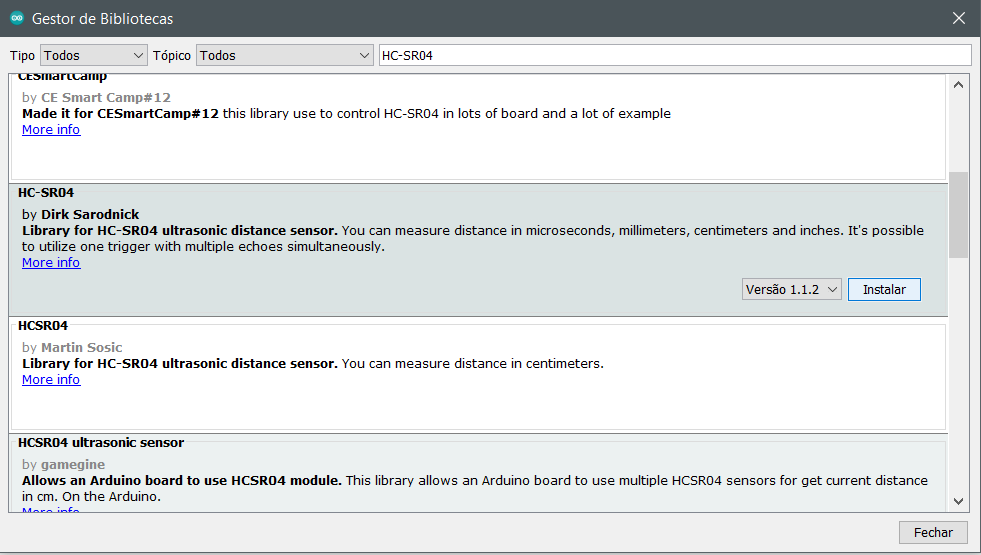 Gestor de Bibliotecas
Tipo Todos Tópico Todos HC-SR04
CESmartCamp
by CE Smart Camp#12
Made it for CESmartCamp#12 this library use to control HC-SR04 in lots of board and a lot of example
More info
HC-SR04
by Dirk Sarodnick
Library for HC-SR04 ultrasonic distance sensor. You can measure distance in microseconds, millimeters, centimeters and inches. It's possible
to utilize one trigger with multiple echoes simultaneously.
More info
Versão 1.1.2 Instalar
HCSR04
by Martin Sosic
Library for HC-SR04 ultrasonic distance sensor. You can measure distance in centimeters.
More info
HCSR04 ultrasonic sensor
by gamegine
Allows an Arduino board to use HCSR04 module. This library allows an Arduino board to use multiple HCSR04 sensors for get current distance
in cm. On the Arduino.
More info
Fechar